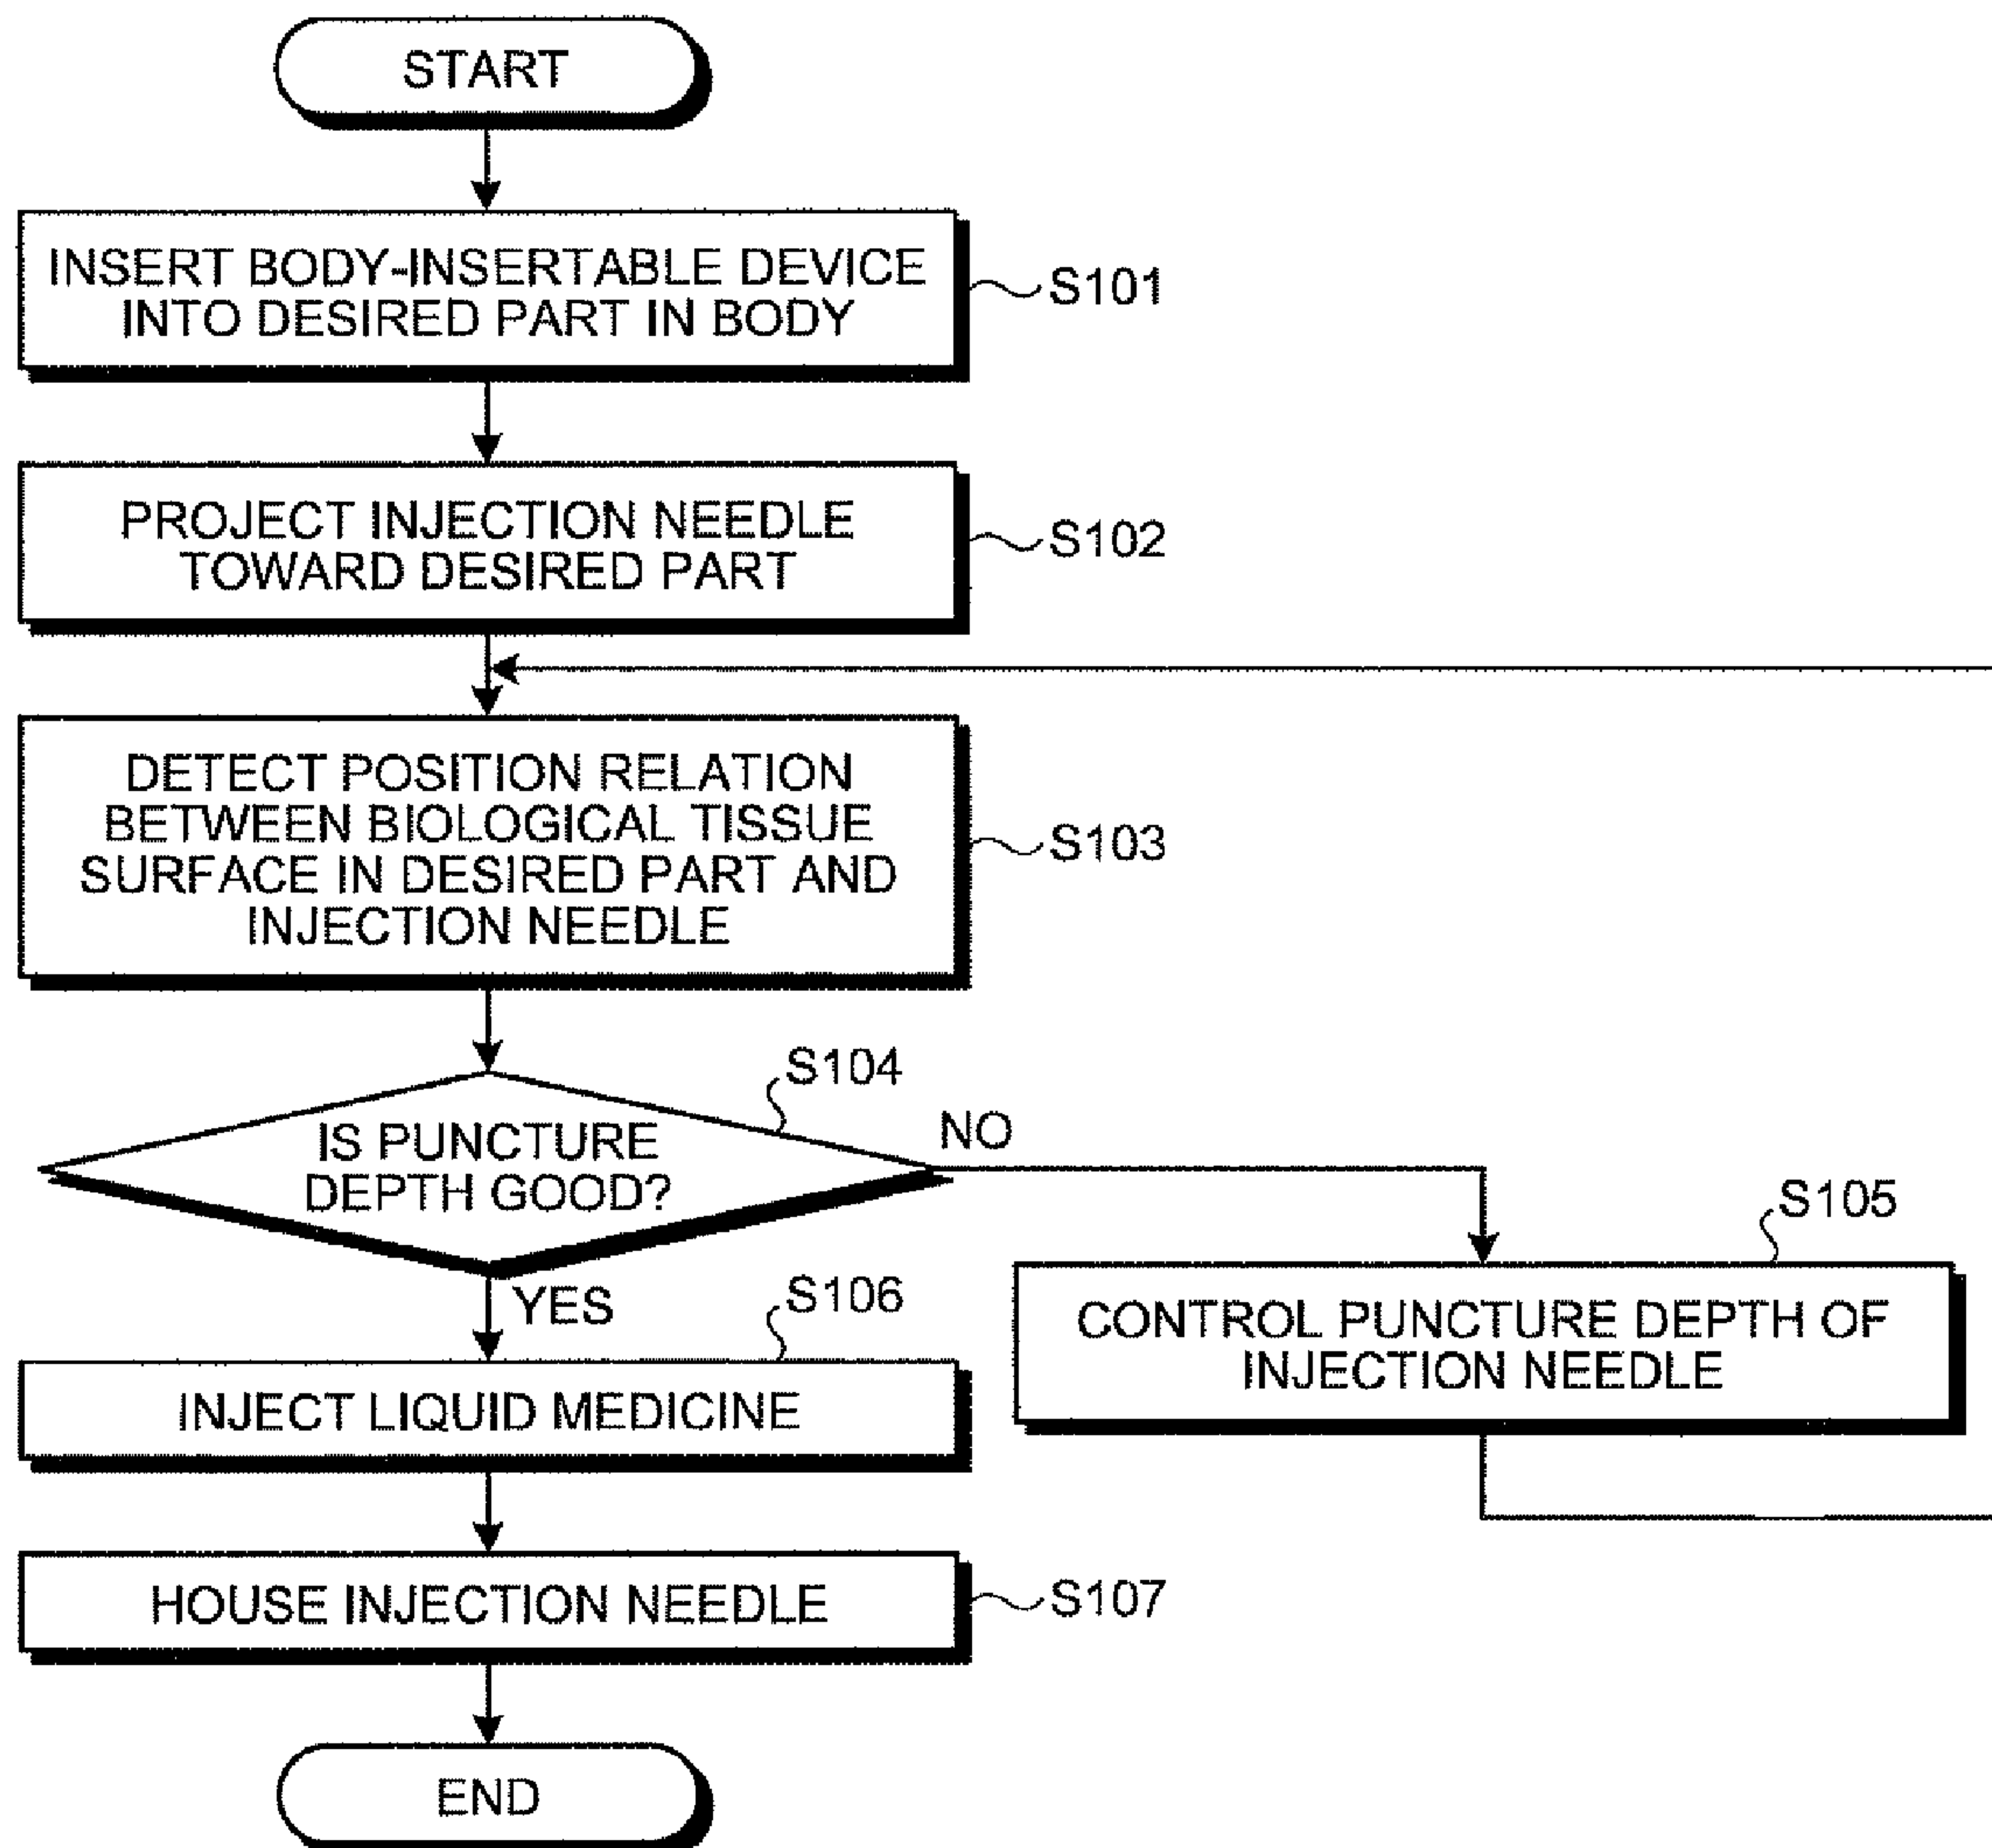 START
INSERT BODY-INSERTABLE DEVICE
INTO DESIRED PART IN BODY
S101
PROJECT INJECTION NEEDLE
TOWARD DESIRED PART
S102
DETECT POSITION RELATION
BETWEEN BIOLOGICAL TISSUE
SURFACE IN DESIRED PART AND
INJECTION NEEDLE
S103
S104
IS PUNCTURE
DEPTH GOOD?
NO
S105
CONTROL PUNCTURE DEPTH OF
INJECTION NEEDLE
YES
S106
INJECT LIQUID MEDICINE
HOUSE INJECTION NEEDLE
S107
END